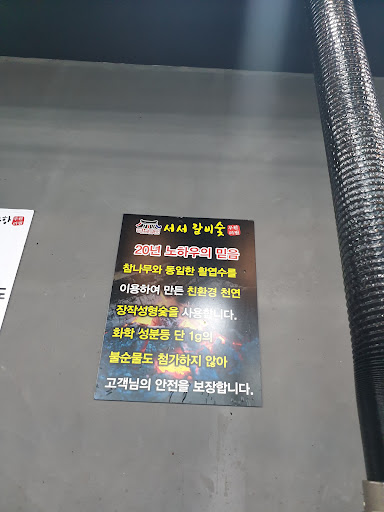 서서 갈비숯
20년 노하우의 믿음
참나무와 동일한 활엽수를
이용하여 만든 친환경 천연
장작성형숯을 사용합니다.
화학 성분등 단 1g의
불순물도 첨가하지 않아
고객님의 안전을 보장합니다.